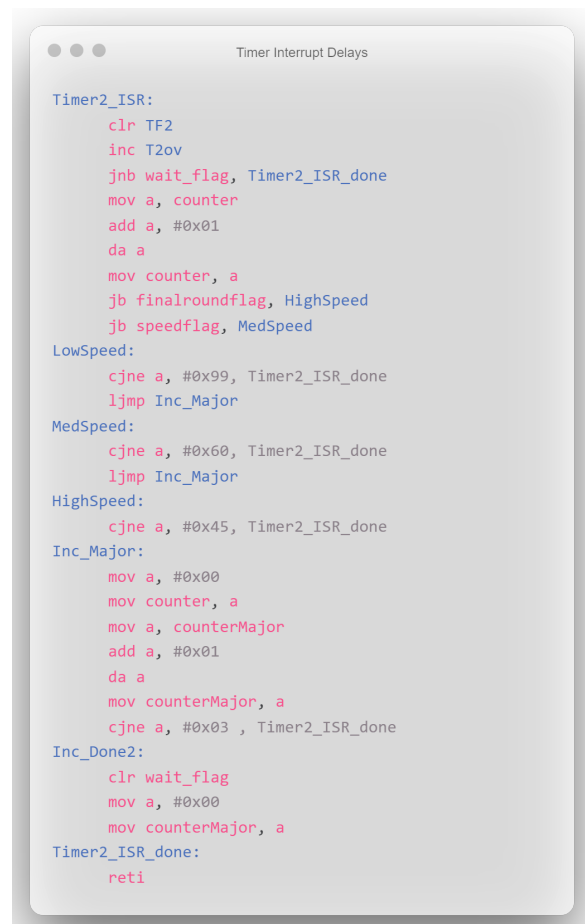 Timer Interrupt Delays
Timer2_ISR:
clr TF2
inc T2ov
jnb wait_flag, Timer2_ISR_done
mov a, counter
add a, #0x01
da a
mov counter, a
jb finalroundflag, HighSpeed
jb speedflag, MedSpeed
LowSpeed:
cjne a, #0x99, Timer2_ISR_done
ljmp Inc_Major
MedSpeed:
cjne a, #0x60, Timer2_ISR_done
ljmp Inc_Major
HighSpeed:
cjne a, #0x45, Timer2_ISR_done
Inc_Major:
mov a, #0x00
mov counter, a
mov a, counterMajor
add a, #0x01
da a
mov counterMajor, a
cjne a, #0x03 , Timer2_ISR_done
Inc_Done2:
clr wait_flag
mov a, #0x00
mov counterMajor, a
Timer2_ISR_done:
reti